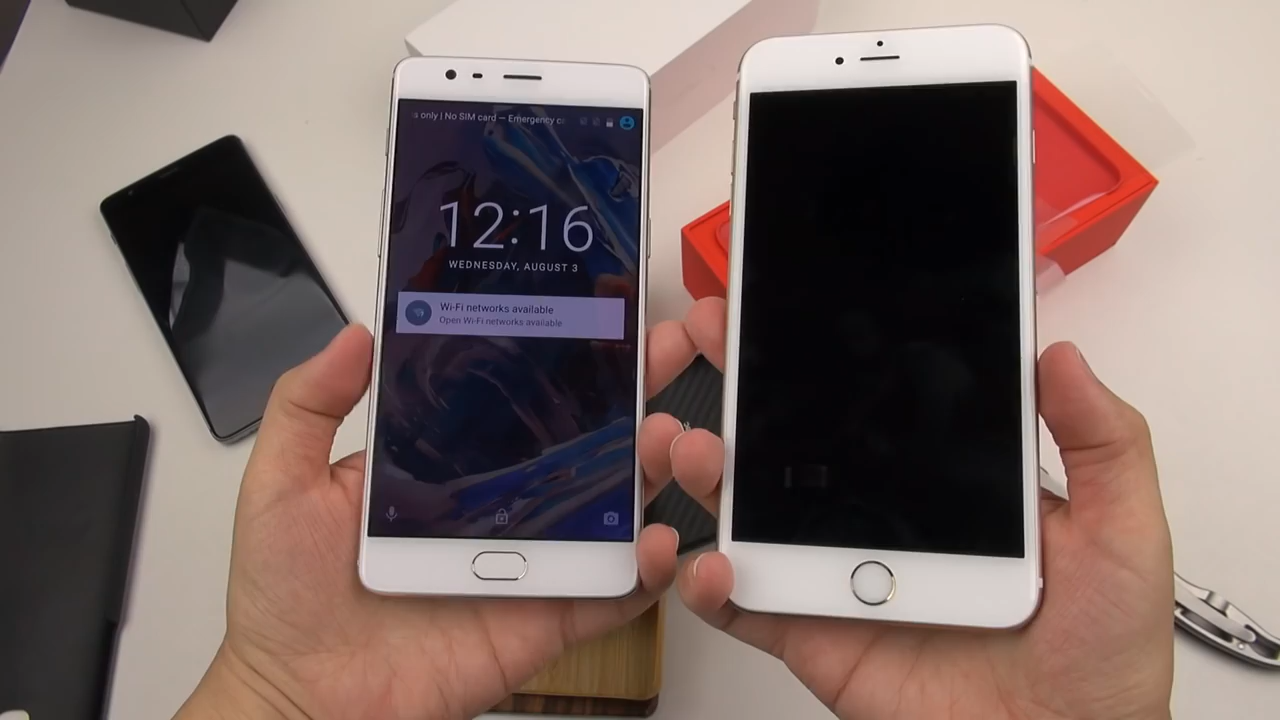 only | No SIM card — Emergency c
12:16
WEDNESDAY, AUGUST 3
Wi-Fi networks available
Open Wi-Fi networks available